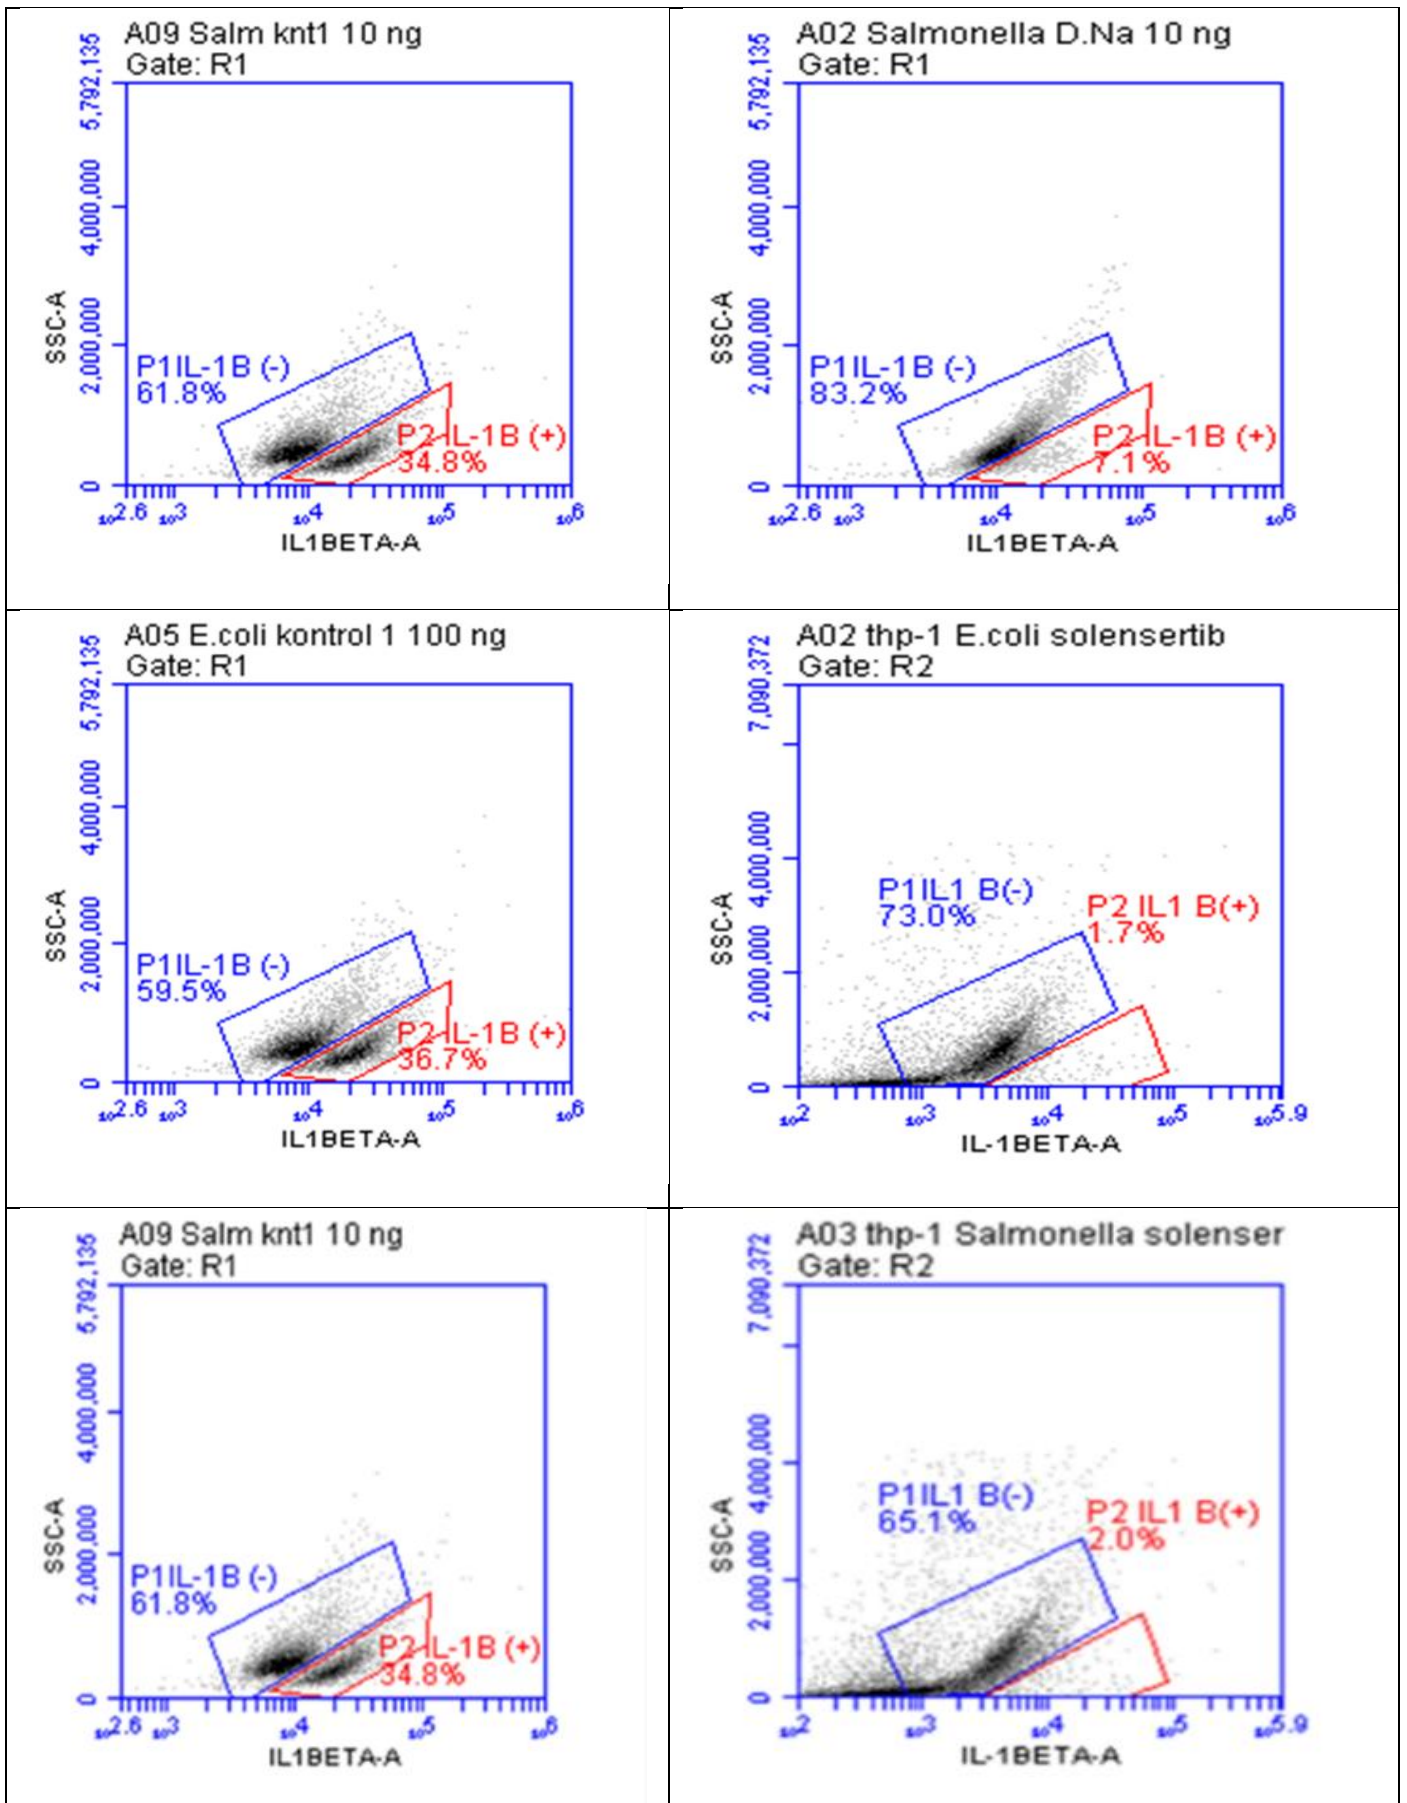 A09 Salm knt1 10 ng
Gate: R1
5,792,135
4,000,000
2,000,000
0
SSC-A
P1IL-1B (-)
61.8%
P2 IL-1B (+)
34.8%
10^2.6 10^3 10^4 10^5 10^6
IL1BETA-A
A02 Salmonella D.Na 10 ng
Gate: R1
5,792,135
4,000,000
2,000,000
0
SSC-A
P1IL-1B (-)
83.2%
P2 IL-1B (+)
7.1%
10^2.6 10^3 10^4 10^5 10^6
IL1BETA-A
A05 E.coli kontrol 1 100 ng
Gate: R1
5,792,135
4,000,000
2,000,000
0
SSC-A
P1IL-1B (-)
59.5%
P2 IL-1B (+)
36.7%
10^2.6 10^3 10^4 10^5 10^6
IL1BETA-A
A02 thp-1 E.coli solensertib
Gate: R2
7,090,372
4,000,000
2,000,000
0
SSC-A
P1IL1 B(-)
73.0%
P2 IL1 B(+)
1.7%
10^2 10^3 10^4 10^5 10^5.9
IL-1BETA-A
A09 Salm knt1 10 ng
Gate: R1
5,792,135
4,000,000
2,000,000
0
SSC-A
P1IL-1B (-)
61.8%
P2 IL-1B (+)
34.8%
10^2.6 10^3 10^4 10^5 10^6
IL1BETA-A
A03 thp-1 Salmonella solenser
Gate: R2
7,090,372
4,000,000
2,000,000
0
SSC-A
P1IL1 B(-)
65.1%
P2 IL1 B(+)
2.0%
10^2 10^3 10^4 10^5 10^5.9
IL-1BETA-A